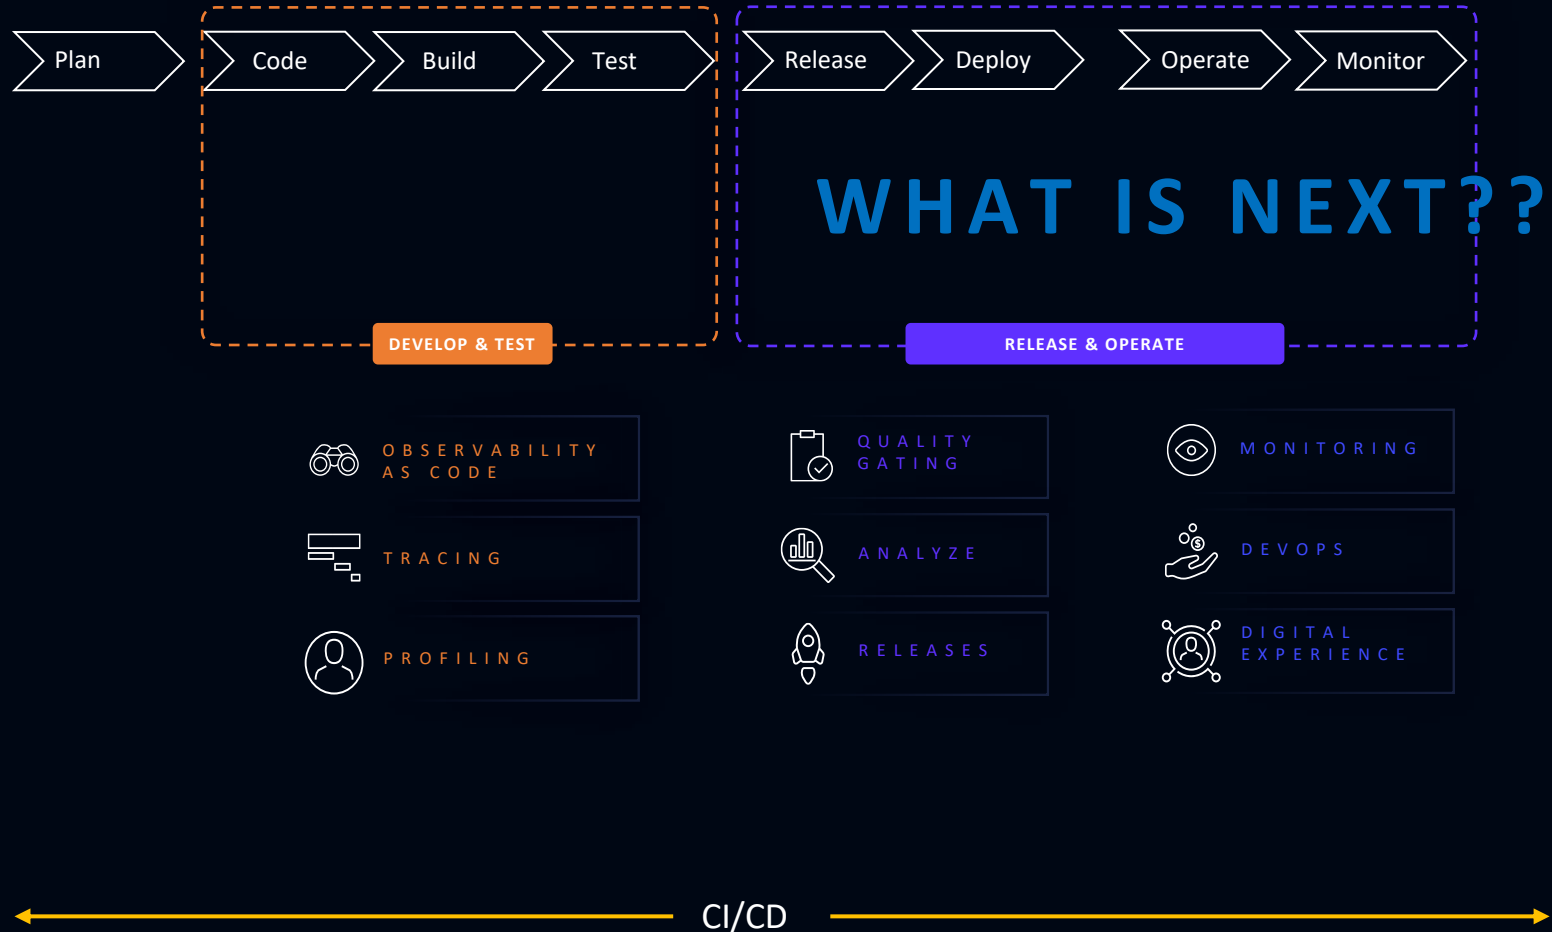 Plan
Code
Build
Test
Release
Deploy
Operate
Monitor
WHAT IS NEXT??
DEVELOP & TEST
RELEASE & OPERATE
OBSERVABILITY
AS CODE
TRACING
PROFILING
QUALITY
GATING
ANALYZE
RELEASES
MONITORING
DEVOPS
DIGITAL
EXPERIENCE
CI/CD